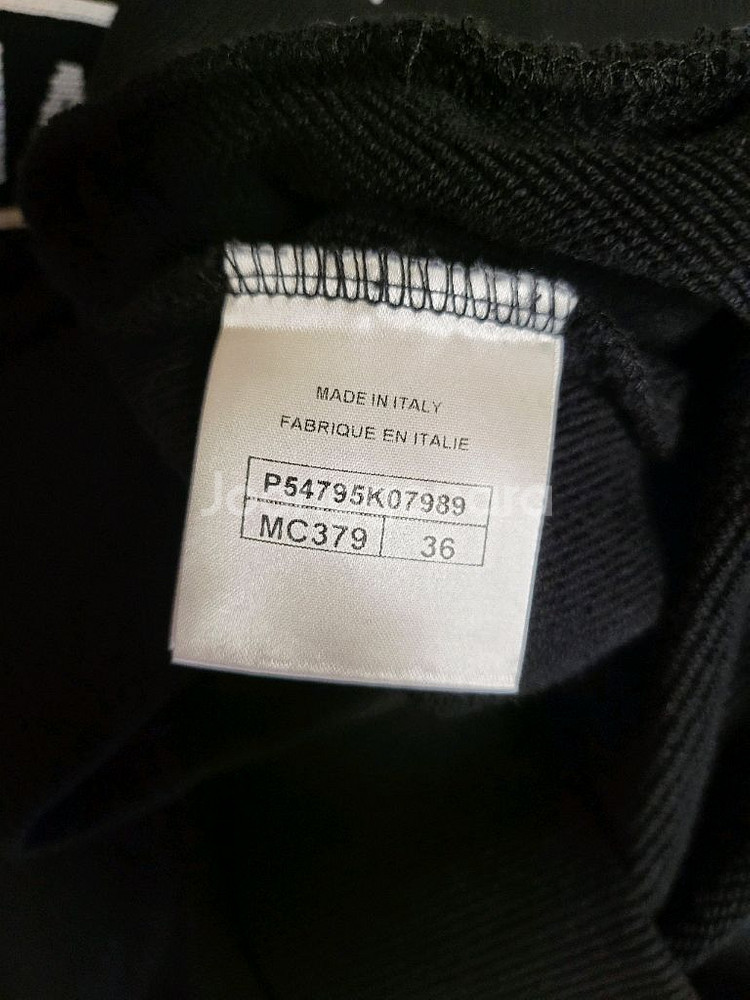 MADE IN ITALY
FABRIQUE EN ITALIE
P54795K07989
MC379 36